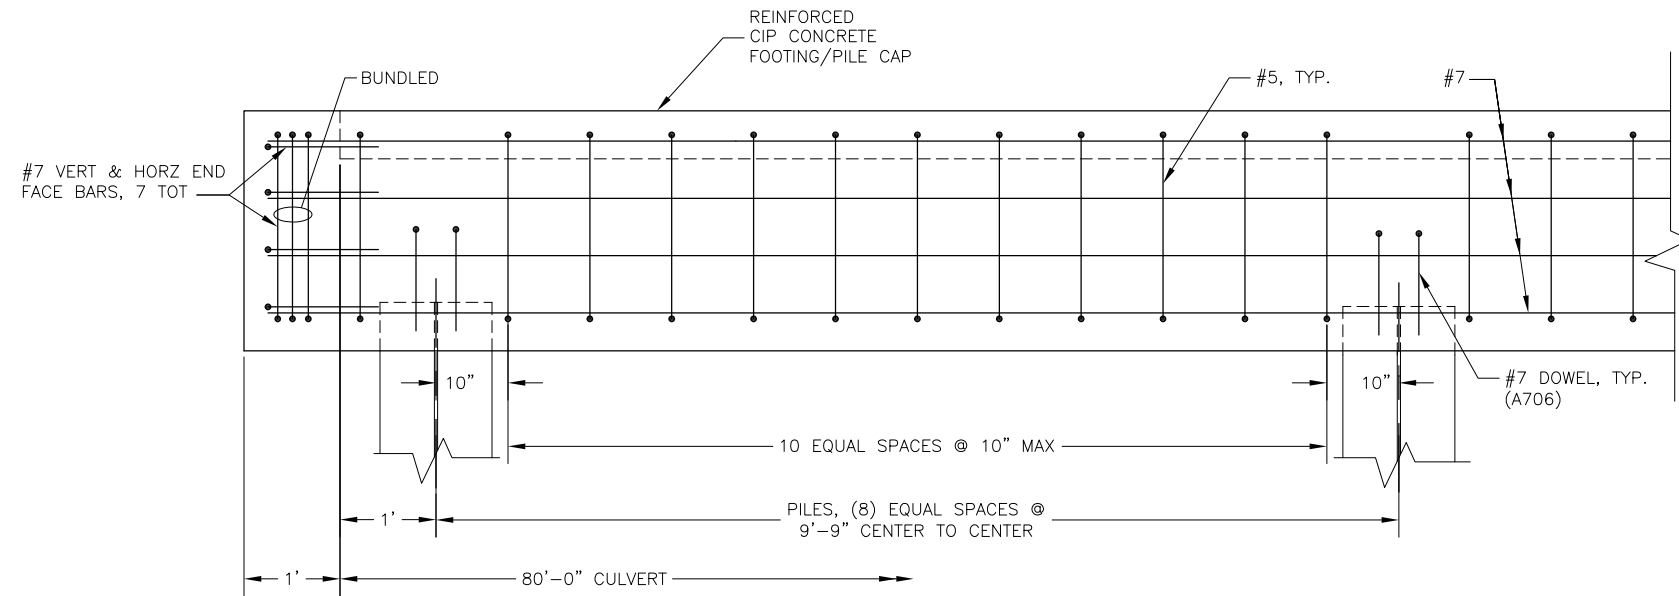 REINFORCED
CIP CONCRETE
FOOTING/PILE CAP
BUNDLED
#5, TYP.
#7
#7 VERT & HORZ END
FACE BARS, 7 TOT
10”
10”
#7 DOWEL, TYP.
(A706)
10 EQUAL SPACES @ 10” MAX
PILES, (8) EQUAL SPACES @
9’-9” CENTER TO CENTER
1’
1’
80’-0” CULVERT